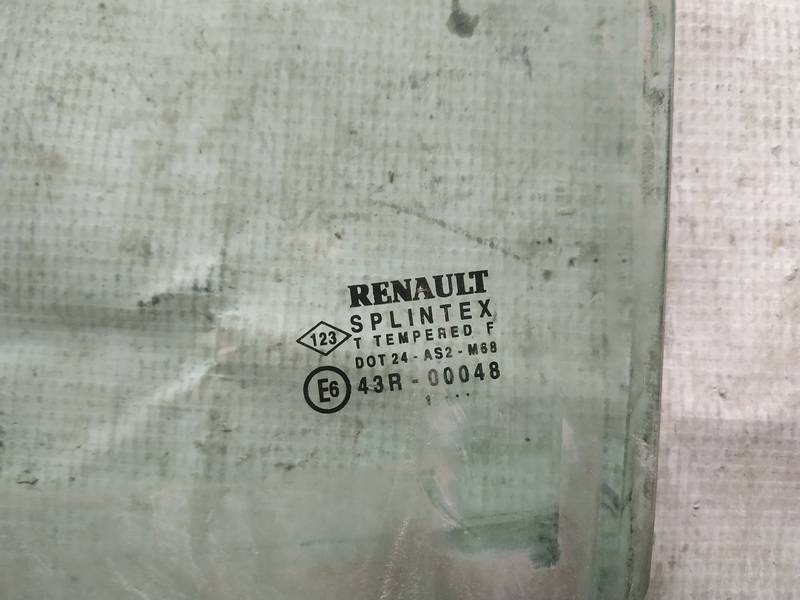 RENAULT
SPLINTEX
123
T TEMPERED F
DOT 24 - AS2 - M68
E6 43R - 00048